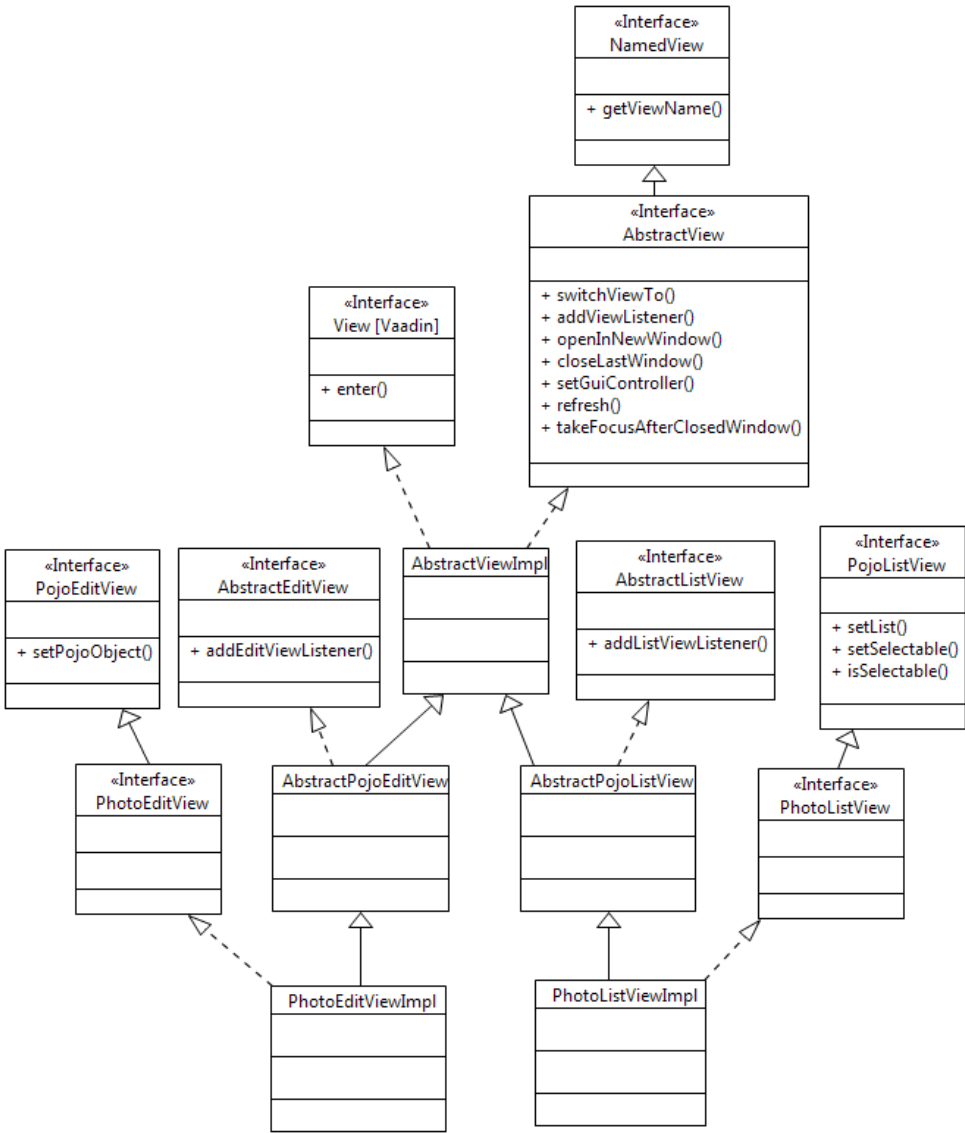 «Interface»
NamedView
+ getViewName()
«Interface»
AbstractView
+ switchViewTo()
+ addViewListener()
+ openInNewWindow()
+ closeLastWindow()
+ setGuiController()
+ refresh()
+ takeFocusAfterClosedWindow()
«Interface»
View [Vaadin]
+ enter()
«Interface»
PojoEditView
+ setPojoObject()
«Interface»
AbstractEditView
+ addEditViewListener()
AbstractViewImpl
«Interface»
AbstractListView
+ addListViewListener()
«Interface»
PojoListView
+ setList()
+ setSelectable()
+ isSelectable()
«Interface»
PhotoEditView
AbstractPojoEditView
AbstractPojoListView
«Interface»
PhotoListView
PhotoEditViewImpl
PhotoListViewImpl